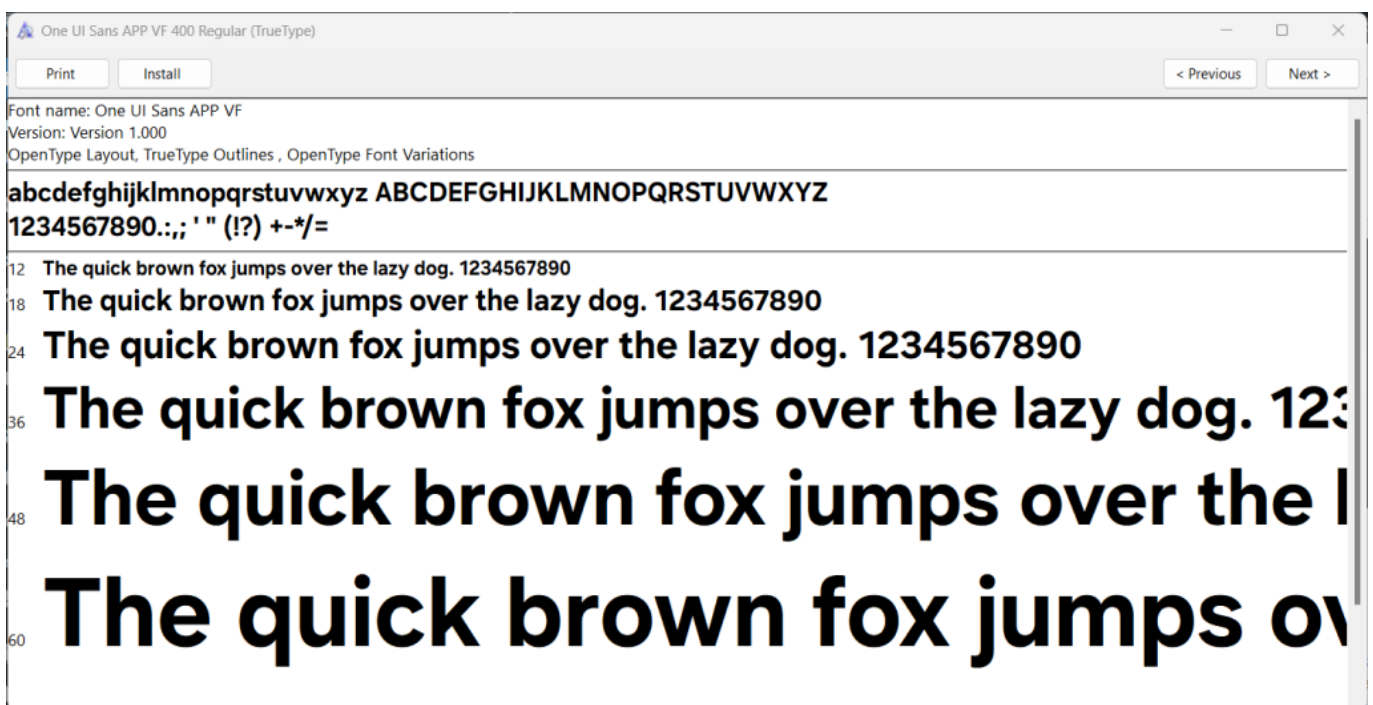 One UI Sans APP VF 400 Regular (TrueType)
Print Install < Previous Next >
Font name: One UI Sans APP VF
Version: Version 1.000
OpenType Layout, TrueType Outlines , OpenType Font Variations
abcdefghijklmnopqrstuvwxyz ABCDEFGHIJKLMNOPQRSTUVWXYZ
1234567890.:,; ' " (!?) +-*/=
12 The quick brown fox jumps over the lazy dog. 1234567890
18 The quick brown fox jumps over the lazy dog. 1234567890
24 The quick brown fox jumps over the lazy dog. 1234567890
36 The quick brown fox jumps over the lazy dog. 123
48 The quick brown fox jumps over the l
60 The quick brown fox jumps ov